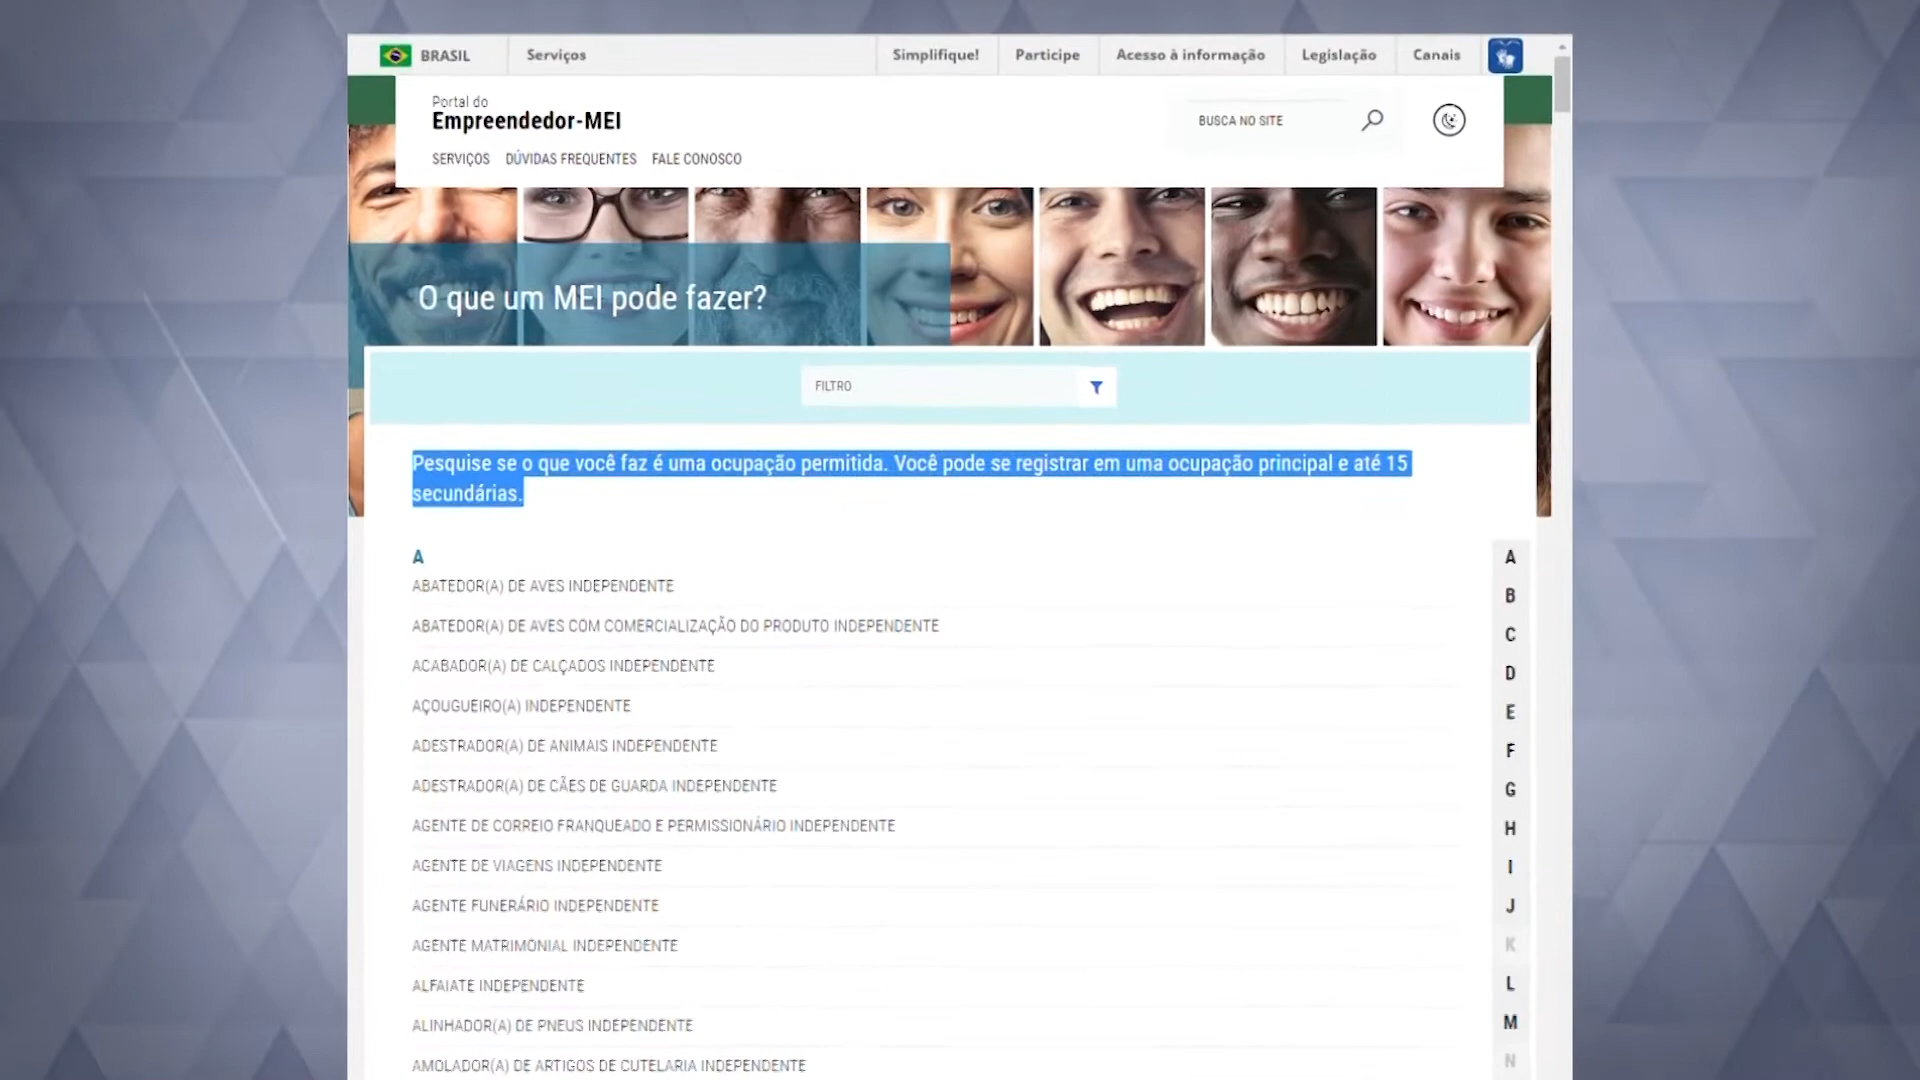 BRASIL
Serviços
Simplifique!
Participe
Acesso à informação
Legislação
Canais
Portal do
Empreendedor-MEI
BUSCA NO SITE
SERVIÇOS
DÚVIDAS FREQUENTES
FALE CONOSCO
O que um MEI pode fazer?
FILTRO
Pesquise se o que você faz é uma ocupação permitida. Você pode se registrar em uma ocupação principal e até 15
secundárias.
A
ABATEDOR(A) DE AVES INDEPENDENTE
ABATEDOR(A) DE AVES COM COMERCIALIZAÇÃO DO PRODUTO INDEPENDENTE
ACABADOR(A) DE CALÇADOS INDEPENDENTE
AÇOUGUEIRO(A) INDEPENDENTE
ADESTRADOR(A) DE ANIMAIS INDEPENDENTE
ADESTRADOR(A) DE CÃES DE GUARDA INDEPENDENTE
AGENTE DE CORREIO FRANQUEADO E PERMISSIONÁRIO INDEPENDENTE
AGENTE DE VIAGENS INDEPENDENTE
AGENTE FUNERÁRIO INDEPENDENTE
AGENTE MATRIMONIAL INDEPENDENTE
ALFAIATE INDEPENDENTE
ALINHADOR(A) DE PNEUS INDEPENDENTE
AMOLADOR(A) DE ARTIGOS DE CUTELARIA INDEPENDENTE
A
B
C
D
E
F
G
H
I
J
K
L
M
N